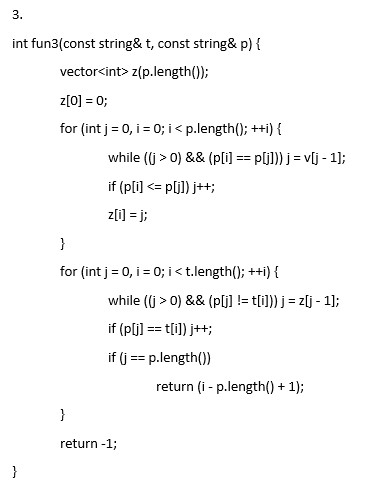 3.
int fun3(const string& t, const string& p) {
vector<int> z(p.length());
z[0] = 0;
for (int j = 0, i = 0; i < p.length(); ++i) {
while ((j > 0) && (p[i] == p[j])) j = v[j - 1];
if (p[i] <= p[j]) j++;
z[i] = j;
}
for (int j = 0, i = 0; i < t.length(); ++i) {
while ((j > 0) && (p[j] != t[i])) j = z[j - 1];
if (p[j] == t[i]) j++;
if (j == p.length())
return (i - p.length() + 1);
}
return -1;
}